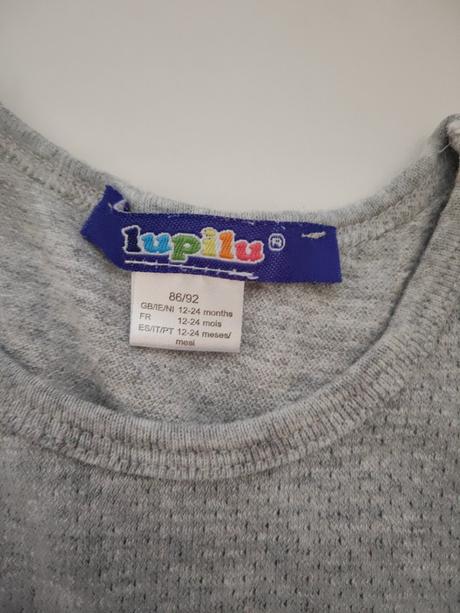 lupilu®
86/92
GB/IE/NI 12-24 months
FR 12-24 mois
ES/IT/PT 12-24 meses/
mesi